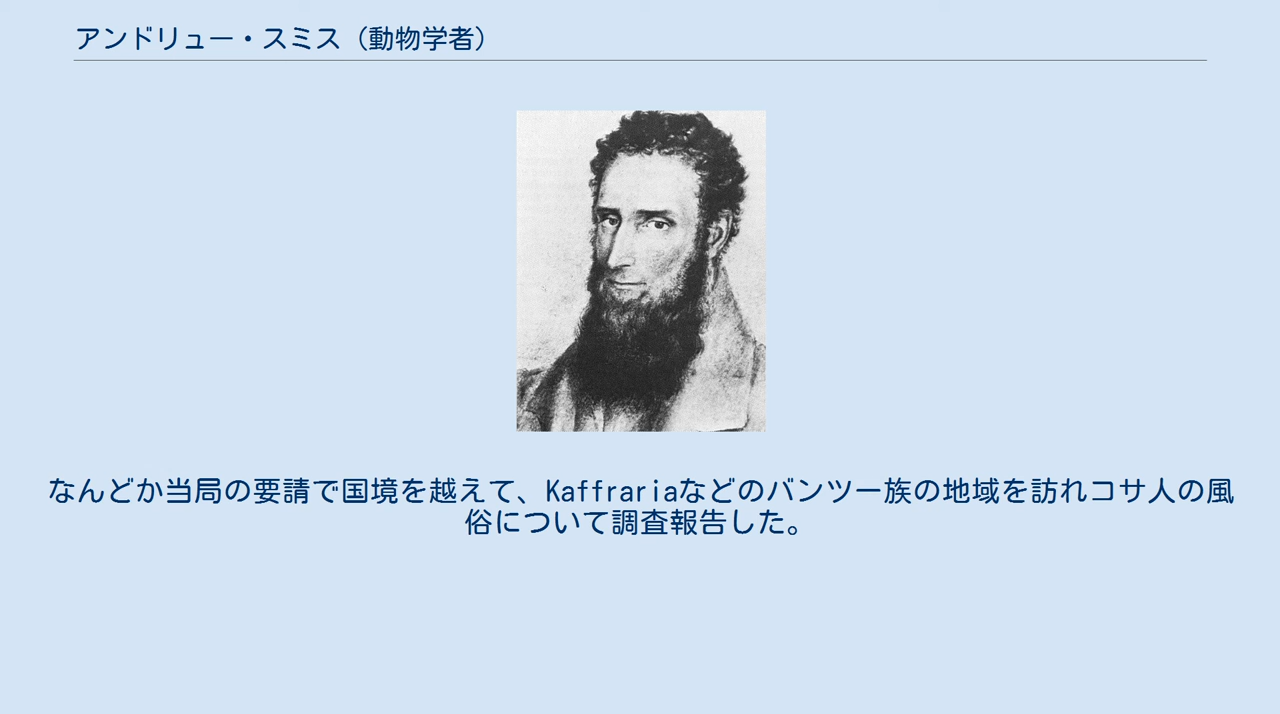 アンドリュー・スミス（動物学者）
なんどか当局の要請で国境を越えて、Kaffrariaなどのバンツー族の地域を訪れコサ人の風
俗について調査報告した。